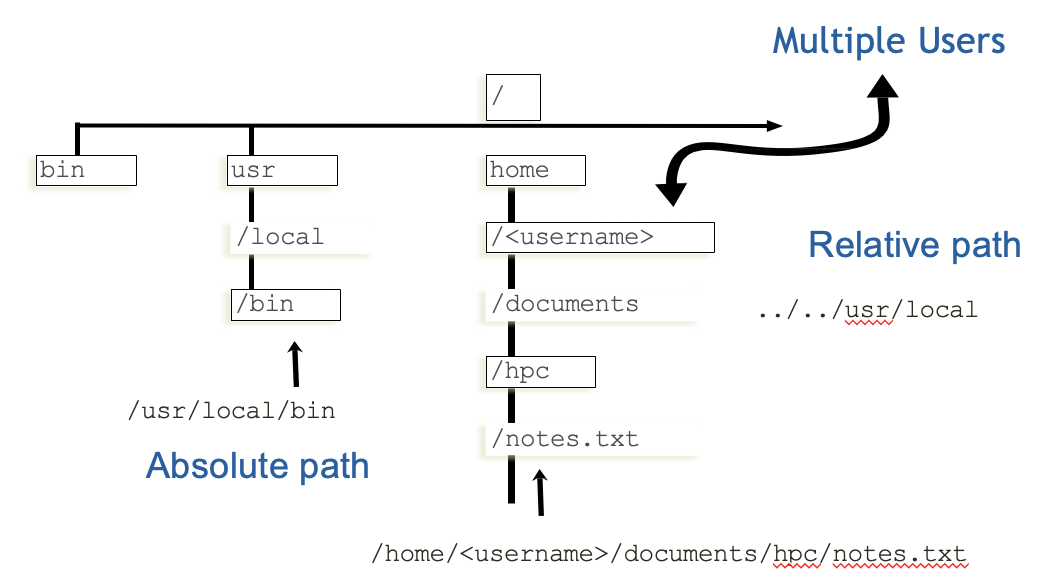 Multiple Users
/
bin
usr
home
/local
/<username>
Relative path
/bin
/documents
../../usr/local
/hpc
/usr/local/bin
/notes.txt
Absolute path
/home/<username>/documents/hpc/notes.txt